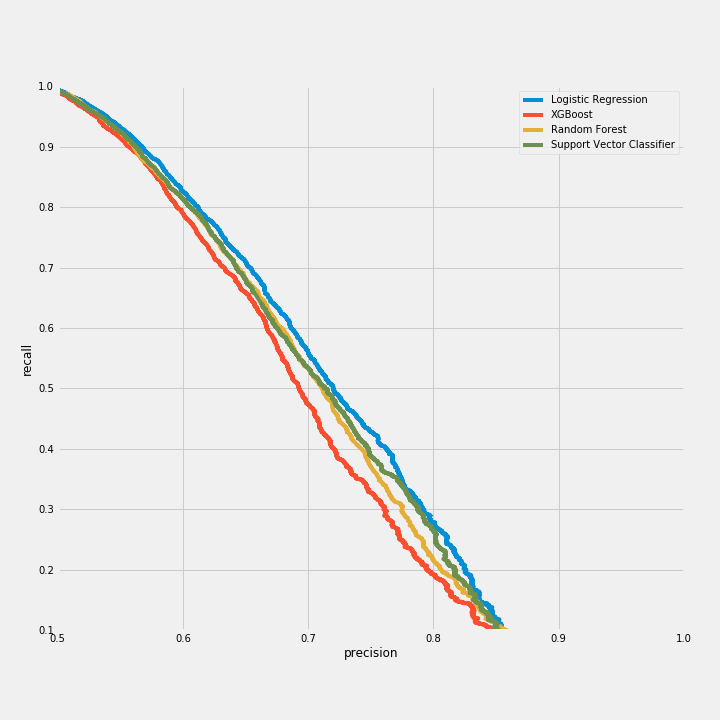 Logistic Regression
XGBoost
Random Forest
Support Vector Classifier
1.0
0.9
0.8
0.7
0.6
0.5
0.4
0.3
0.2
0.1
recall
0.5 0.6 0.7 0.8 0.9 1.0
precision